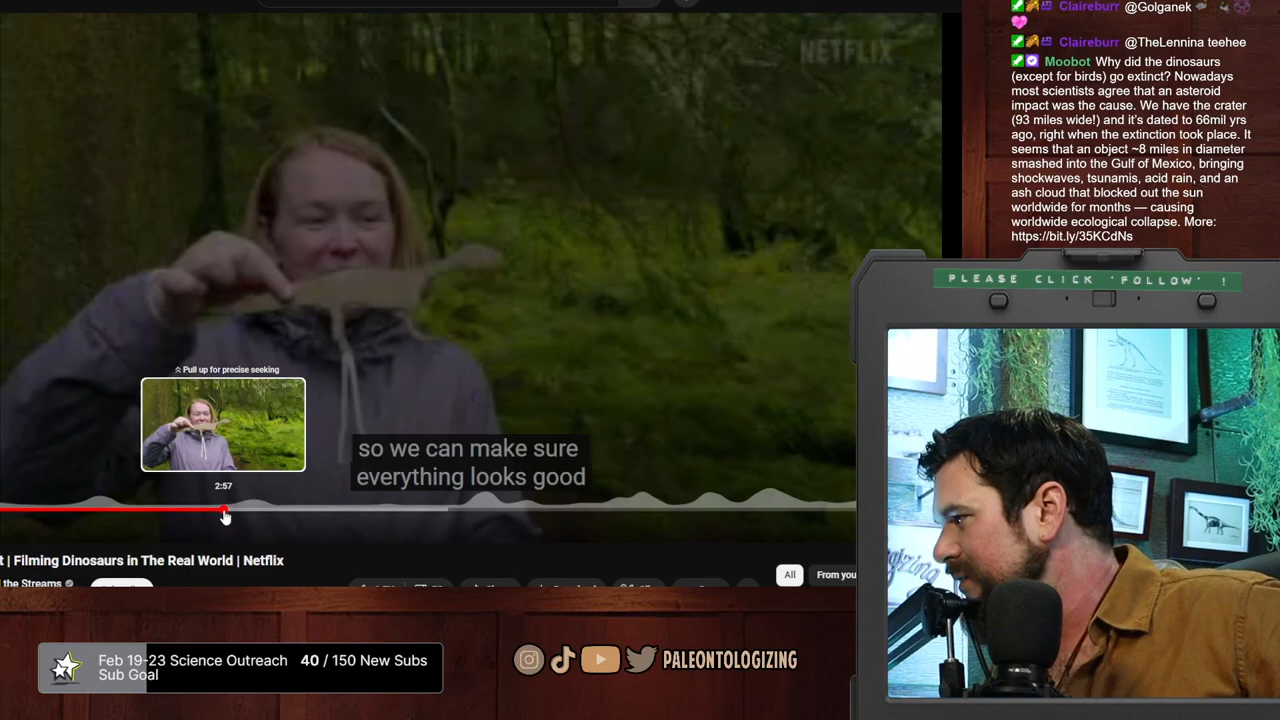 NETFLIX
Pull up for precise seeking
2:57
so we can make sure
everything looks good
t | Filming Dinosaurs in The Real World | Netflix
the Streams
All
From you
Claireburr @Golganek
Claireburr @TheLennina teehee
Moobot Why did the dinosaurs
(except for birds) go extinct? Nowadays
most scientists agree that an asteroid
impact was the cause. We have the crater
(93 miles wide!) and it's dated to 66mil yrs
ago, right when the extinction took place. It
seems that an object ~8 miles in diameter
smashed into the Gulf of Mexico, bringing
shockwaves, tsunamis, acid rain, and an
ash cloud that blocked out the sun
worldwide for months — causing
worldwide ecological collapse. More:
https://bit.ly/35KCdNs
PLEASE CLICK "FOLLOW" !
Feb 19-23 Science Outreach 40 / 150 New Subs
Sub Goal
PALEONTOLOGIZING